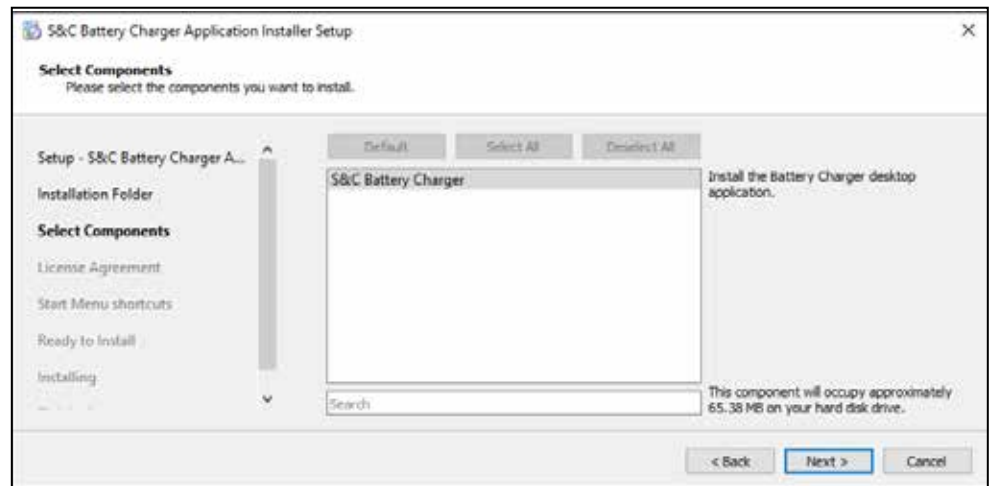 S&C Battery Charger Application Installer Setup
Select Components
Please select the components you want to install.
Setup - S&C Battery Charger A...
Installation Folder
Select Components
License Agreement
Start Menu shortcuts
Ready to Install
Installing
Default Select All Deselect All
S&C Battery Charger
Search
Install the Battery Charger desktop
application.
This component will occupy approximately
65.38 MB on your hard disk drive.
< Back Next > Cancel